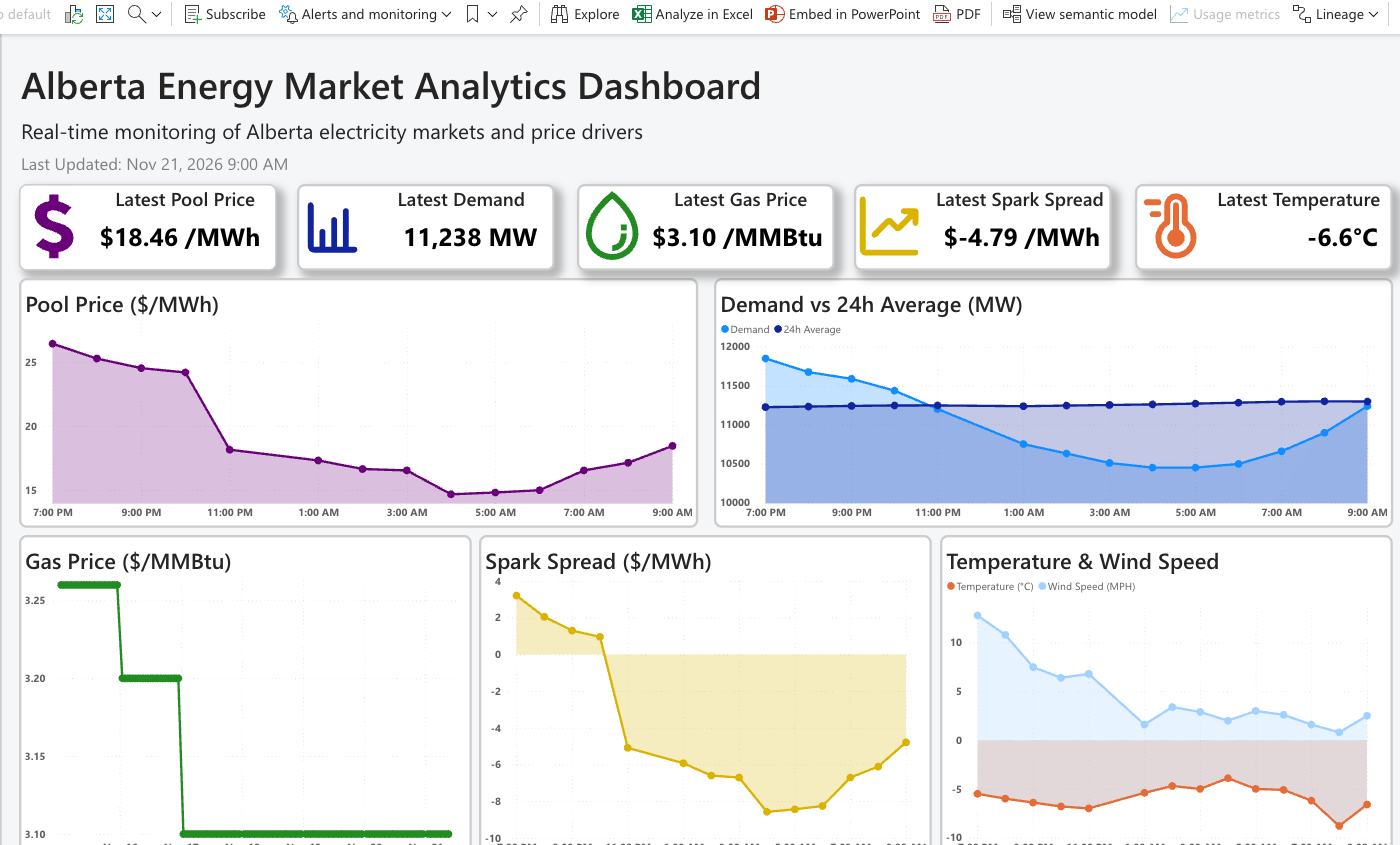 o default Subscribe Alerts and monitoring Explore Analyze in Excel Embed in PowerPoint PDF View semantic model Usage metrics Lineage
Alberta Energy Market Analytics Dashboard
Real-time monitoring of Alberta electricity markets and price drivers
Last Updated: Nov 21, 2026 9:00 AM
Latest Pool Price
$18.46 /MWh
Latest Demand
11,238 MW
Latest Gas Price
$3.10 /MMBtu
Latest Spark Spread
$-4.79 /MWh
Latest Temperature
-6.6°C
Pool Price ($/MWh)
25
20
15
7:00 PM 9:00 PM 11:00 PM 1:00 AM 3:00 AM 5:00 AM 7:00 AM 9:00 AM
Demand vs 24h Average (MW)
Demand 24h Average
12000
11500
11000
10500
10000
7:00 PM 9:00 PM 11:00 PM 1:00 AM 3:00 AM 5:00 AM 7:00 AM 9:00 AM
Gas Price ($/MMBtu)
3.25
3.20
3.15
3.10
Spark Spread ($/MWh)
4
2
0
-2
-4
-6
-8
-10
Temperature & Wind Speed
Temperature (°C) Wind Speed (MPH)
10
5
0
-5
-10